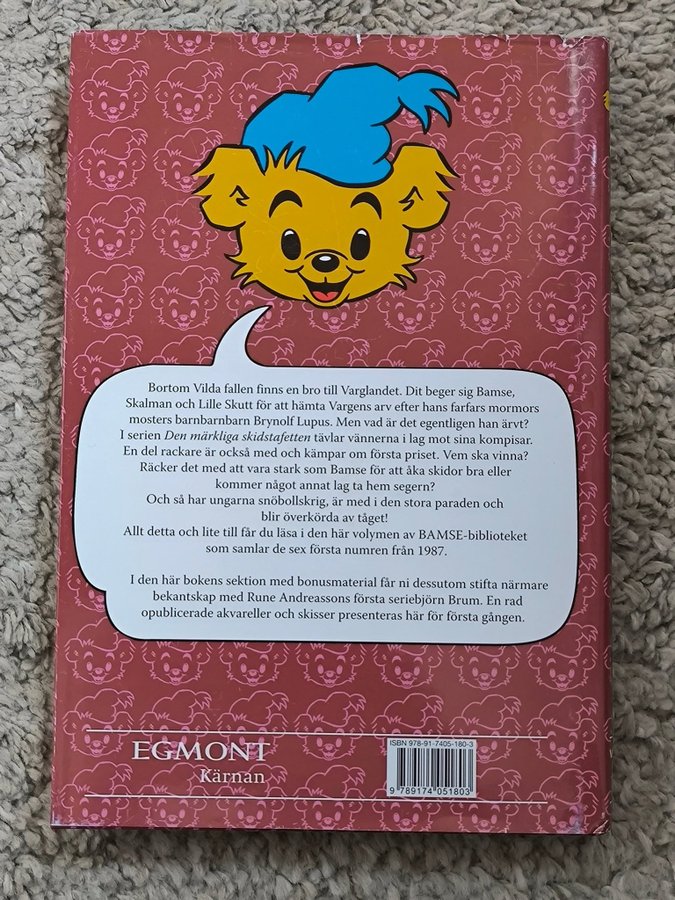 Bortom Vilda fallen finns en bro till Varglandet. Dit beger sig Bamse,
Skalman och Lille Skutt för att hämta Vargens arv efter hans farfars mormors
mosters barnbarnbarn Brynolf Lupus. Men vad är det egentligen han ärvt?
I serien Den märkliga skidstafetten tävlar vännerna i lag mot sina kompisar.
En del rackare är också med och kämpar om första priset. Vem ska vinna?
Räcker det med att vara stark som Bamse för att åka skidor bra eller
kommer något annat lag ta hem segern?
Och så har ungarna snöbollskrig, är med i den stora paraden och
blir överkörda av tåget!
Allt detta och lite till får du läsa i den här volymen av BAMSE-biblioteket
som samlar de sex första numren från 1987.
I den här bokens sektion med bonusmaterial får ni dessutom stifta närmare
bekantskap med Rune Andreassons första seriebjörn Brum. En rad
opublicerade akvareller och skisser presenteras här för första gången.
EGMONT
Kärnan
ISBN 978-91-7405-180-3
9 789174 051803